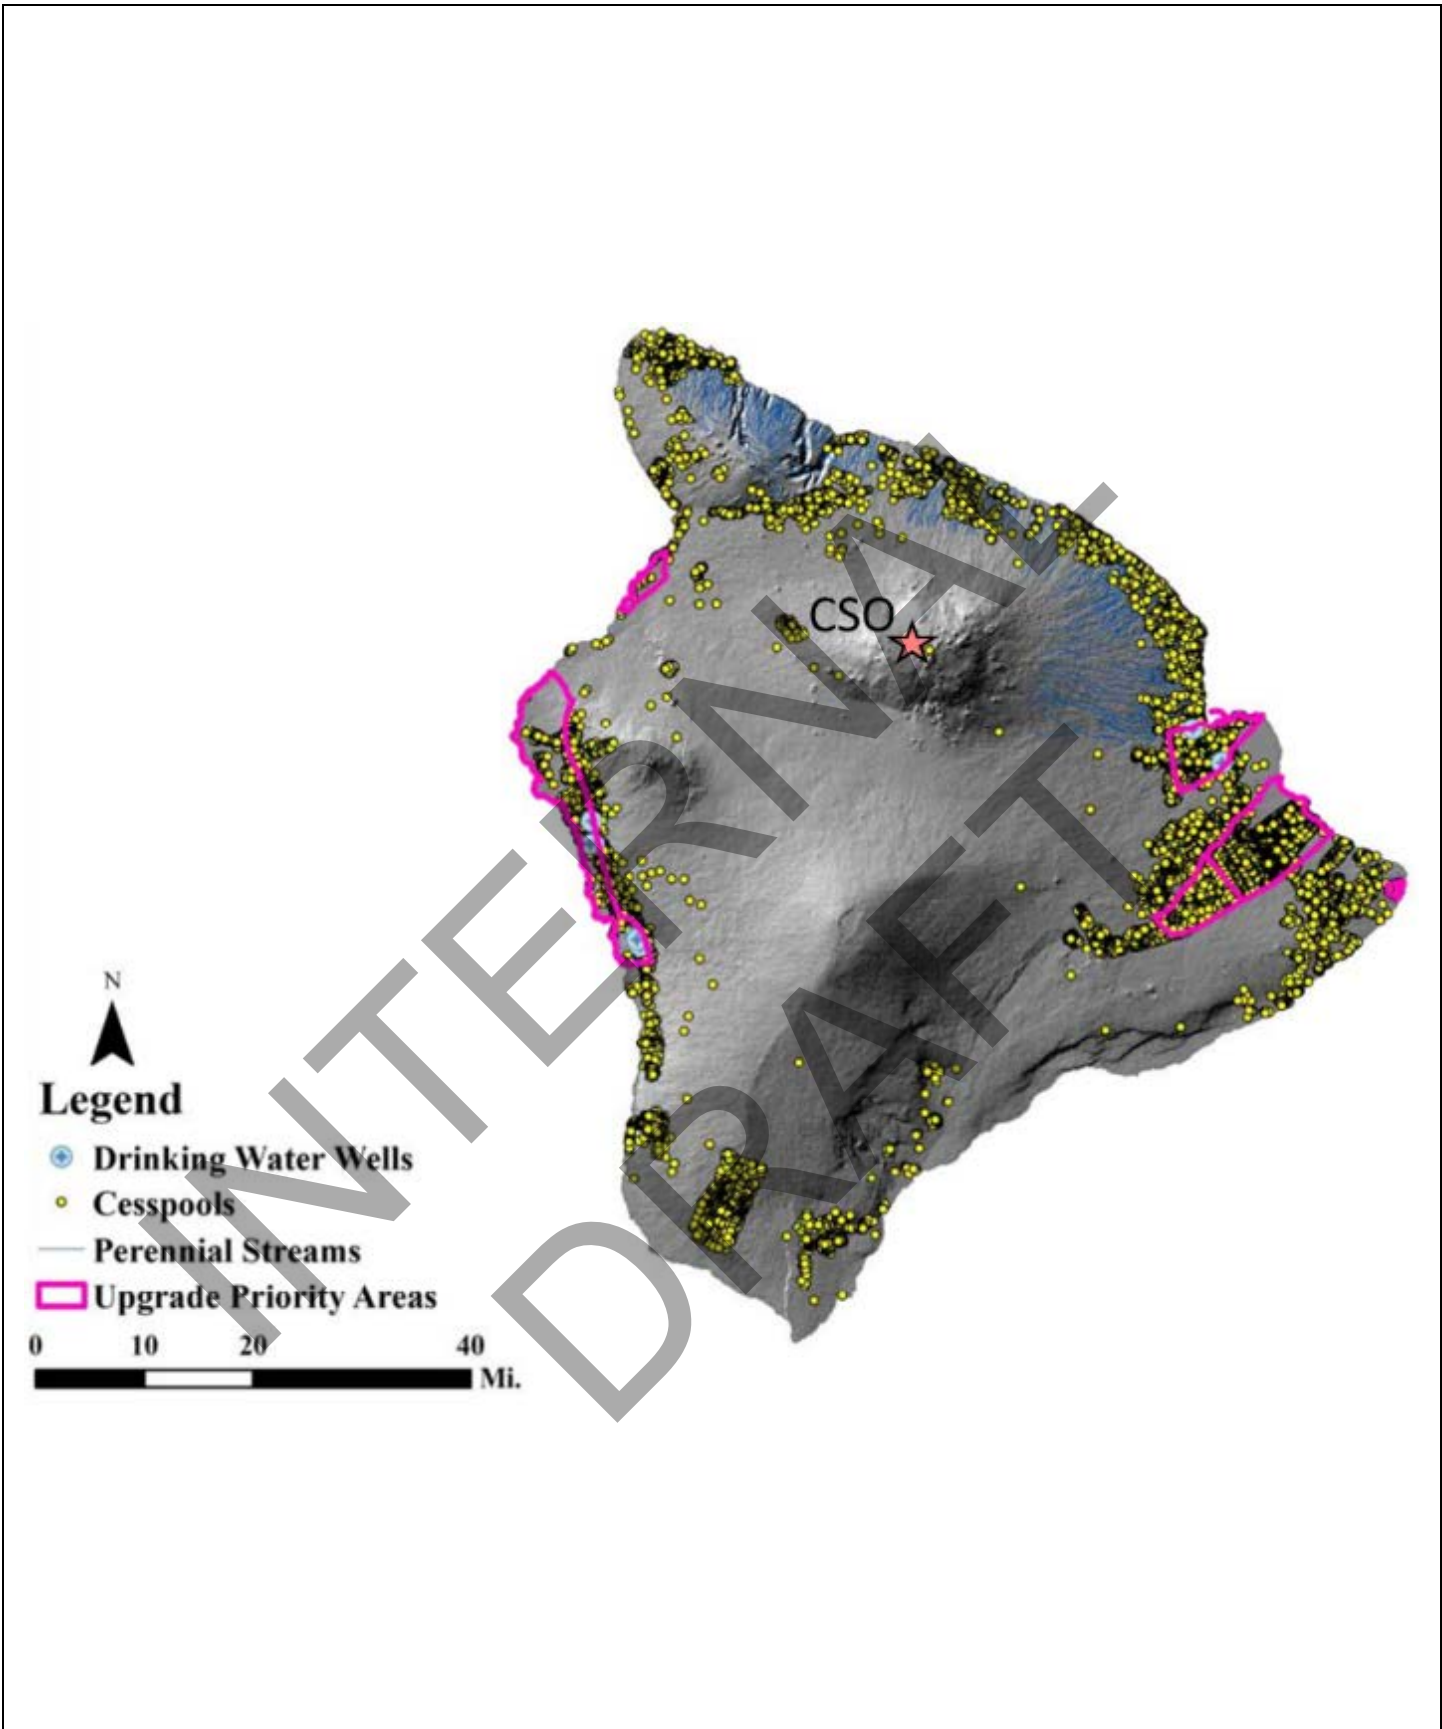 CSO
N
Legend
Drinking Water Wells
Cesspools
Perennial Streams
Upgrade Priority Areas
0 10 20 40
Mi.
INTERNAL
DRAFT